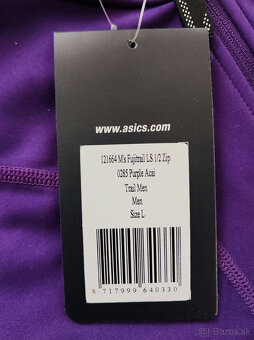 www.asics.com
121664 M's Fujitrail LS 1/2 Zip
0285 Purple Acai
Trail Men
Men
Size L
8 717999 640330
bazos.sk